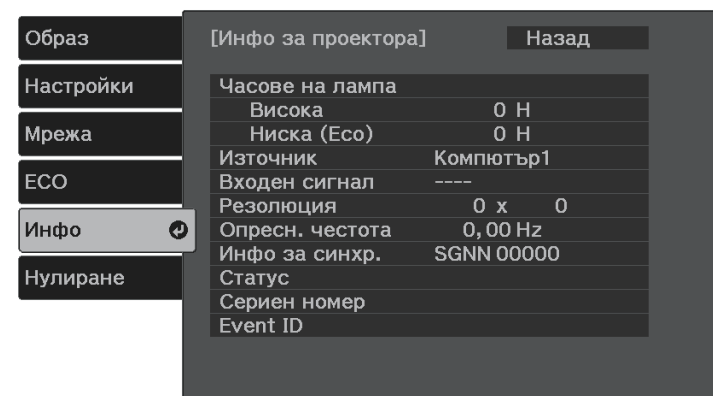 Образ
Настройки
Мрежа
ECO
Инфо
Нулиране
[Инфо за проектора] Назад
Часове на лампа
Висока 0 H
Ниска (Eco) 0 H
Източник Компютър1
Входен сигнал ----
Резолюция 0 x 0
Опресн. честота 0,00 Hz
Инфо за синхр. SGNN 00000
Статус
Сериен номер
Event ID